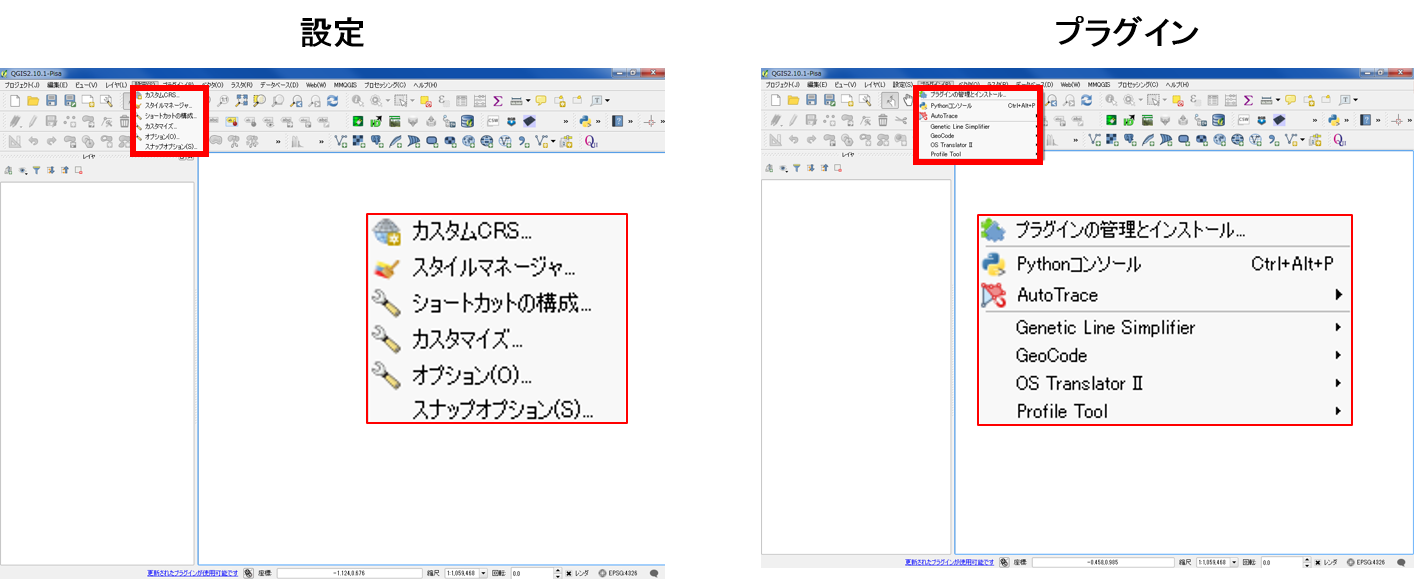 設定
プラグイン
QGIS2.10.1-Pisa
プロジェクト(J) 編集(E) ビュー(V) レイヤ(L) 設定(S) プラグイン(P) ベクタ(O) ラスタ(R) データベース(D) Web(W) MMQGIS プロセッシング(C) ヘルプ(H)
カスタムCRS...
スタイルマネージャ...
ショートカットの構成...
カスタマイズ...
オプション(O)...
スナップオプション(S)...
レイヤ
カスタムCRS...
スタイルマネージャ...
ショートカットの構成...
カスタマイズ...
オプション(O)...
スナップオプション(S)...
更新されたプラグインが使用可能です 座標: -1.124,0.676 縮尺 1:1,059,460 回転: 0.0 レンダ EPSG:4326
QGIS2.10.1-Pisa
プロジェクト(J) 編集(E) ビュー(V) レイヤ(L) 設定(S) プラグイン(P) ベクタ(O) ラスタ(R) データベース(D) Web(W) MMQGIS プロセッシング(C) ヘルプ(H)
プラグインの管理とインストール...
Pythonコンソール Ctrl+Alt+P
AutoTrace
Genetic Line Simplifier
GeoCode
OS Translator II
Profile Tool
レイヤ
プラグインの管理とインストール...
Pythonコンソール Ctrl+Alt+P
AutoTrace
Genetic Line Simplifier
GeoCode
OS Translator II
Profile Tool
更新されたプラグインが使用可能です 座標: -0.458,0.985 縮尺 1:1,059,460 回転: 0.0 レンダ EPSG:4326